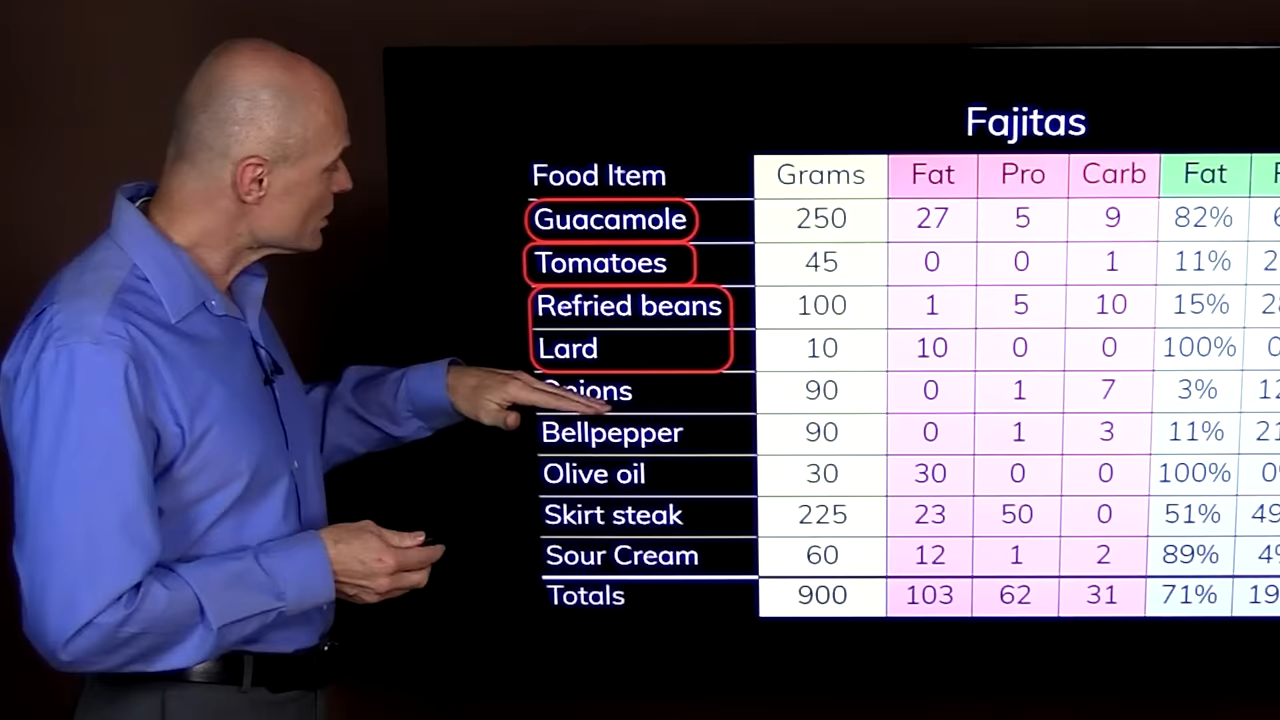 Fajitas
Food Item Grams Fat Pro Carb Fat
Guacamole 250 27 5 9 82%
Tomatoes 45 0 0 1 11%
Refried beans 100 1 5 10 15%
Lard 10 10 0 0 100%
Onions 90 0 1 7 3%
Bellpepper 90 0 1 3 11%
Olive oil 30 30 0 0 100%
Skirt steak 225 23 50 0 51%
Sour Cream 60 12 1 2 89%
Totals 900 103 62 31 71%